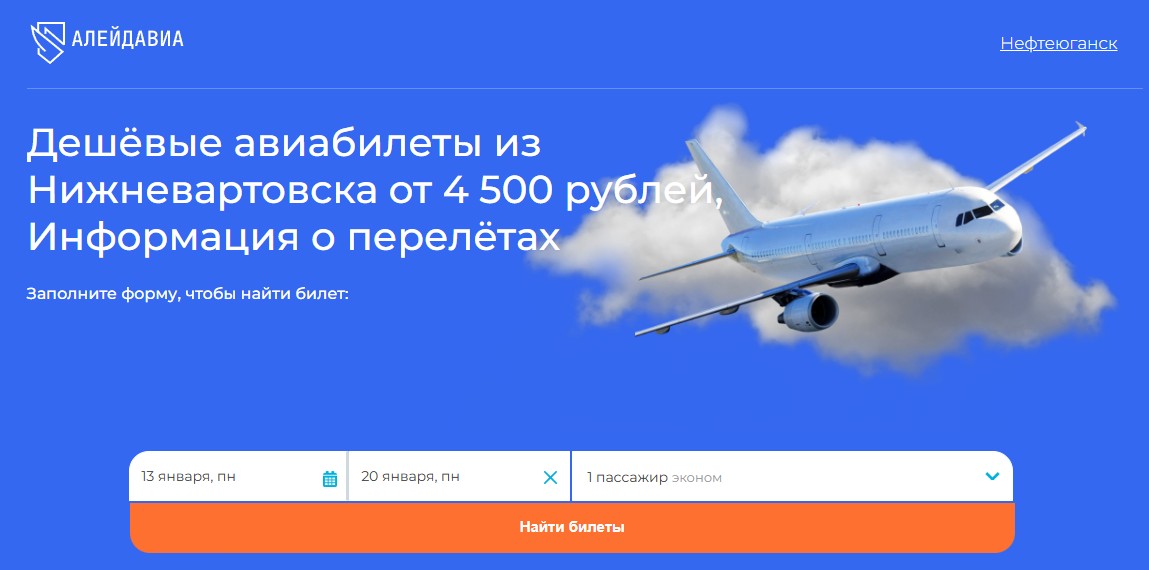 АЛЕЙДАВИА
Нефтеюганск
Дешёвые авиабилеты из
Нижневартовска от 4 500 рублей,
Информация о перелётах
Заполните форму, чтобы найти билет:
13 января, пн
20 января, пн
1 пассажир эконом
Найти билеты